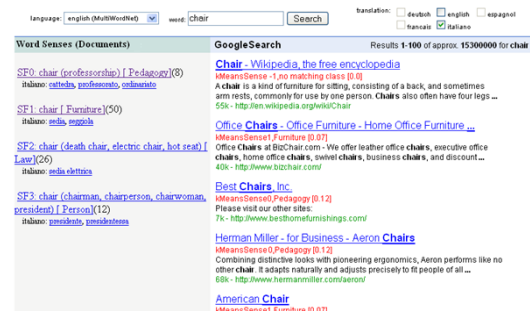 language: english (MultiWordNet) word: chair Search translation: deutsch english espagnol
francais italiano
Word Senses (Documents)
SF0: chair (professorship) [ Pedagogy](8)
italiano: cattedra, professorato, ordinariato
SF1: chair [ Furniture](50)
italiano: sedia, seggiola
SF2: chair (death chair, electric chair, hot seat) [
Law](26)
italiano: sedia elettrica
SF3: chair (chairman, chairperson, chairwoman,
president) [ Person](12)
italiano: presidente, presidentessa
GoogleSearch Results 1-100 of approx. 15300000 for chair
Chair - Wikipedia, the free encyclopedia
kMeansSense -1,no matching class [0.0]
A chair is a kind of furniture for sitting, consisting of a back, and sometimes
arm rests, commonly for use by one person. Chairs also often have four legs ...
55k - http://en.wikipedia.org/wiki/Chair
Office Chairs - Office Furniture - Home Office Furniture ...
kMeansSense1,Furniture [0.07]
Office Chairs at BizChair.com - We offer leather office chairs, executive office
chairs, home office chairs, swivel chairs, business chairs, and discount ...
40k - http://www.bizchair.com/
Best Chairs, Inc.
kMeansSense0,Pedagogy [0.12]
Please visit our other sites:
7k - http://www.besthomefurnishings.com/
Herman Miller - for Business - Aeron Chairs
kMeansSense0,Pedagogy [0.12]
Combining distinctive looks with pioneering ergonomics, Aeron performs like no
other chair. It adapts naturally and adjusts precisely to fit people of all ...
68k - http://www.hermanmiller.com/aeron/
American Chair
kMeansSense1,Furniture [0.07]